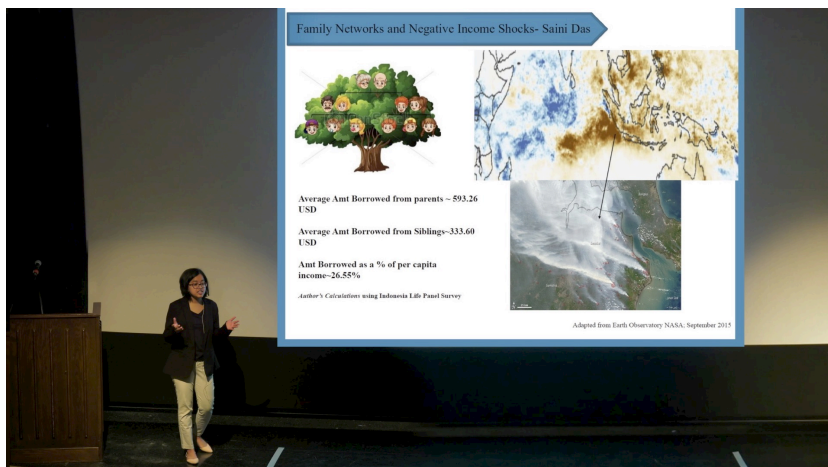 Family Networks and Negative Income Shocks- Saini Das
Average Amt Borrowed from parents ~ 593.26
USD
Average Amt Borrowed from Siblings~333.60
USD
Amt Borrowed as a % of per capita
income~26.55%
Author's Calculations using Indonesia Life Panel Survey
Adapted from Earth Observatory NASA; September 2015